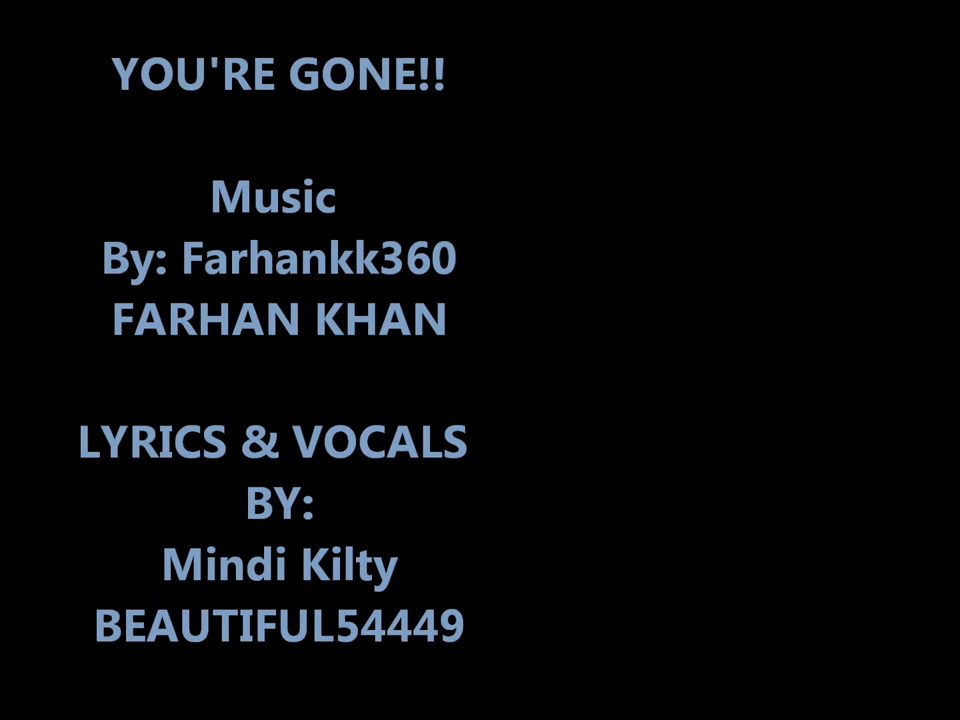 YOU'RE GONE!!
Music
By: Farhankk360
FARHAN KHAN
LYRICS & VOCALS
BY:
Mindi Kilty
BEAUTIFUL54449